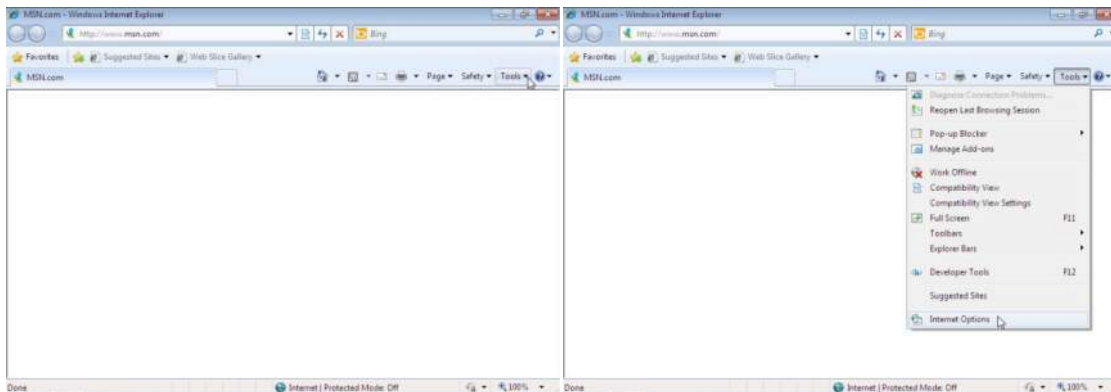 MSN.com - Windows Internet Explorer
http://www.msn.com/
Bing
Favorites Suggested Sites Web Slice Gallery
MSN.com Page Safety Tools
Done Internet | Protected Mode: Off 100%
MSN.com - Windows Internet Explorer
http://www.msn.com/
Bing
Favorites Suggested Sites Web Slice Gallery
MSN.com Page Safety Tools
Diagnose Connection Problems...
Reopen Last Browsing Session
Pop-up Blocker
Manage Add-ons
Work Offline
Compatibility View
Compatibility View Settings
Full Screen F11
Toolbars
Explorer Bars
Developer Tools F12
Suggested Sites
Internet Options
Done Internet | Protected Mode: Off 100%